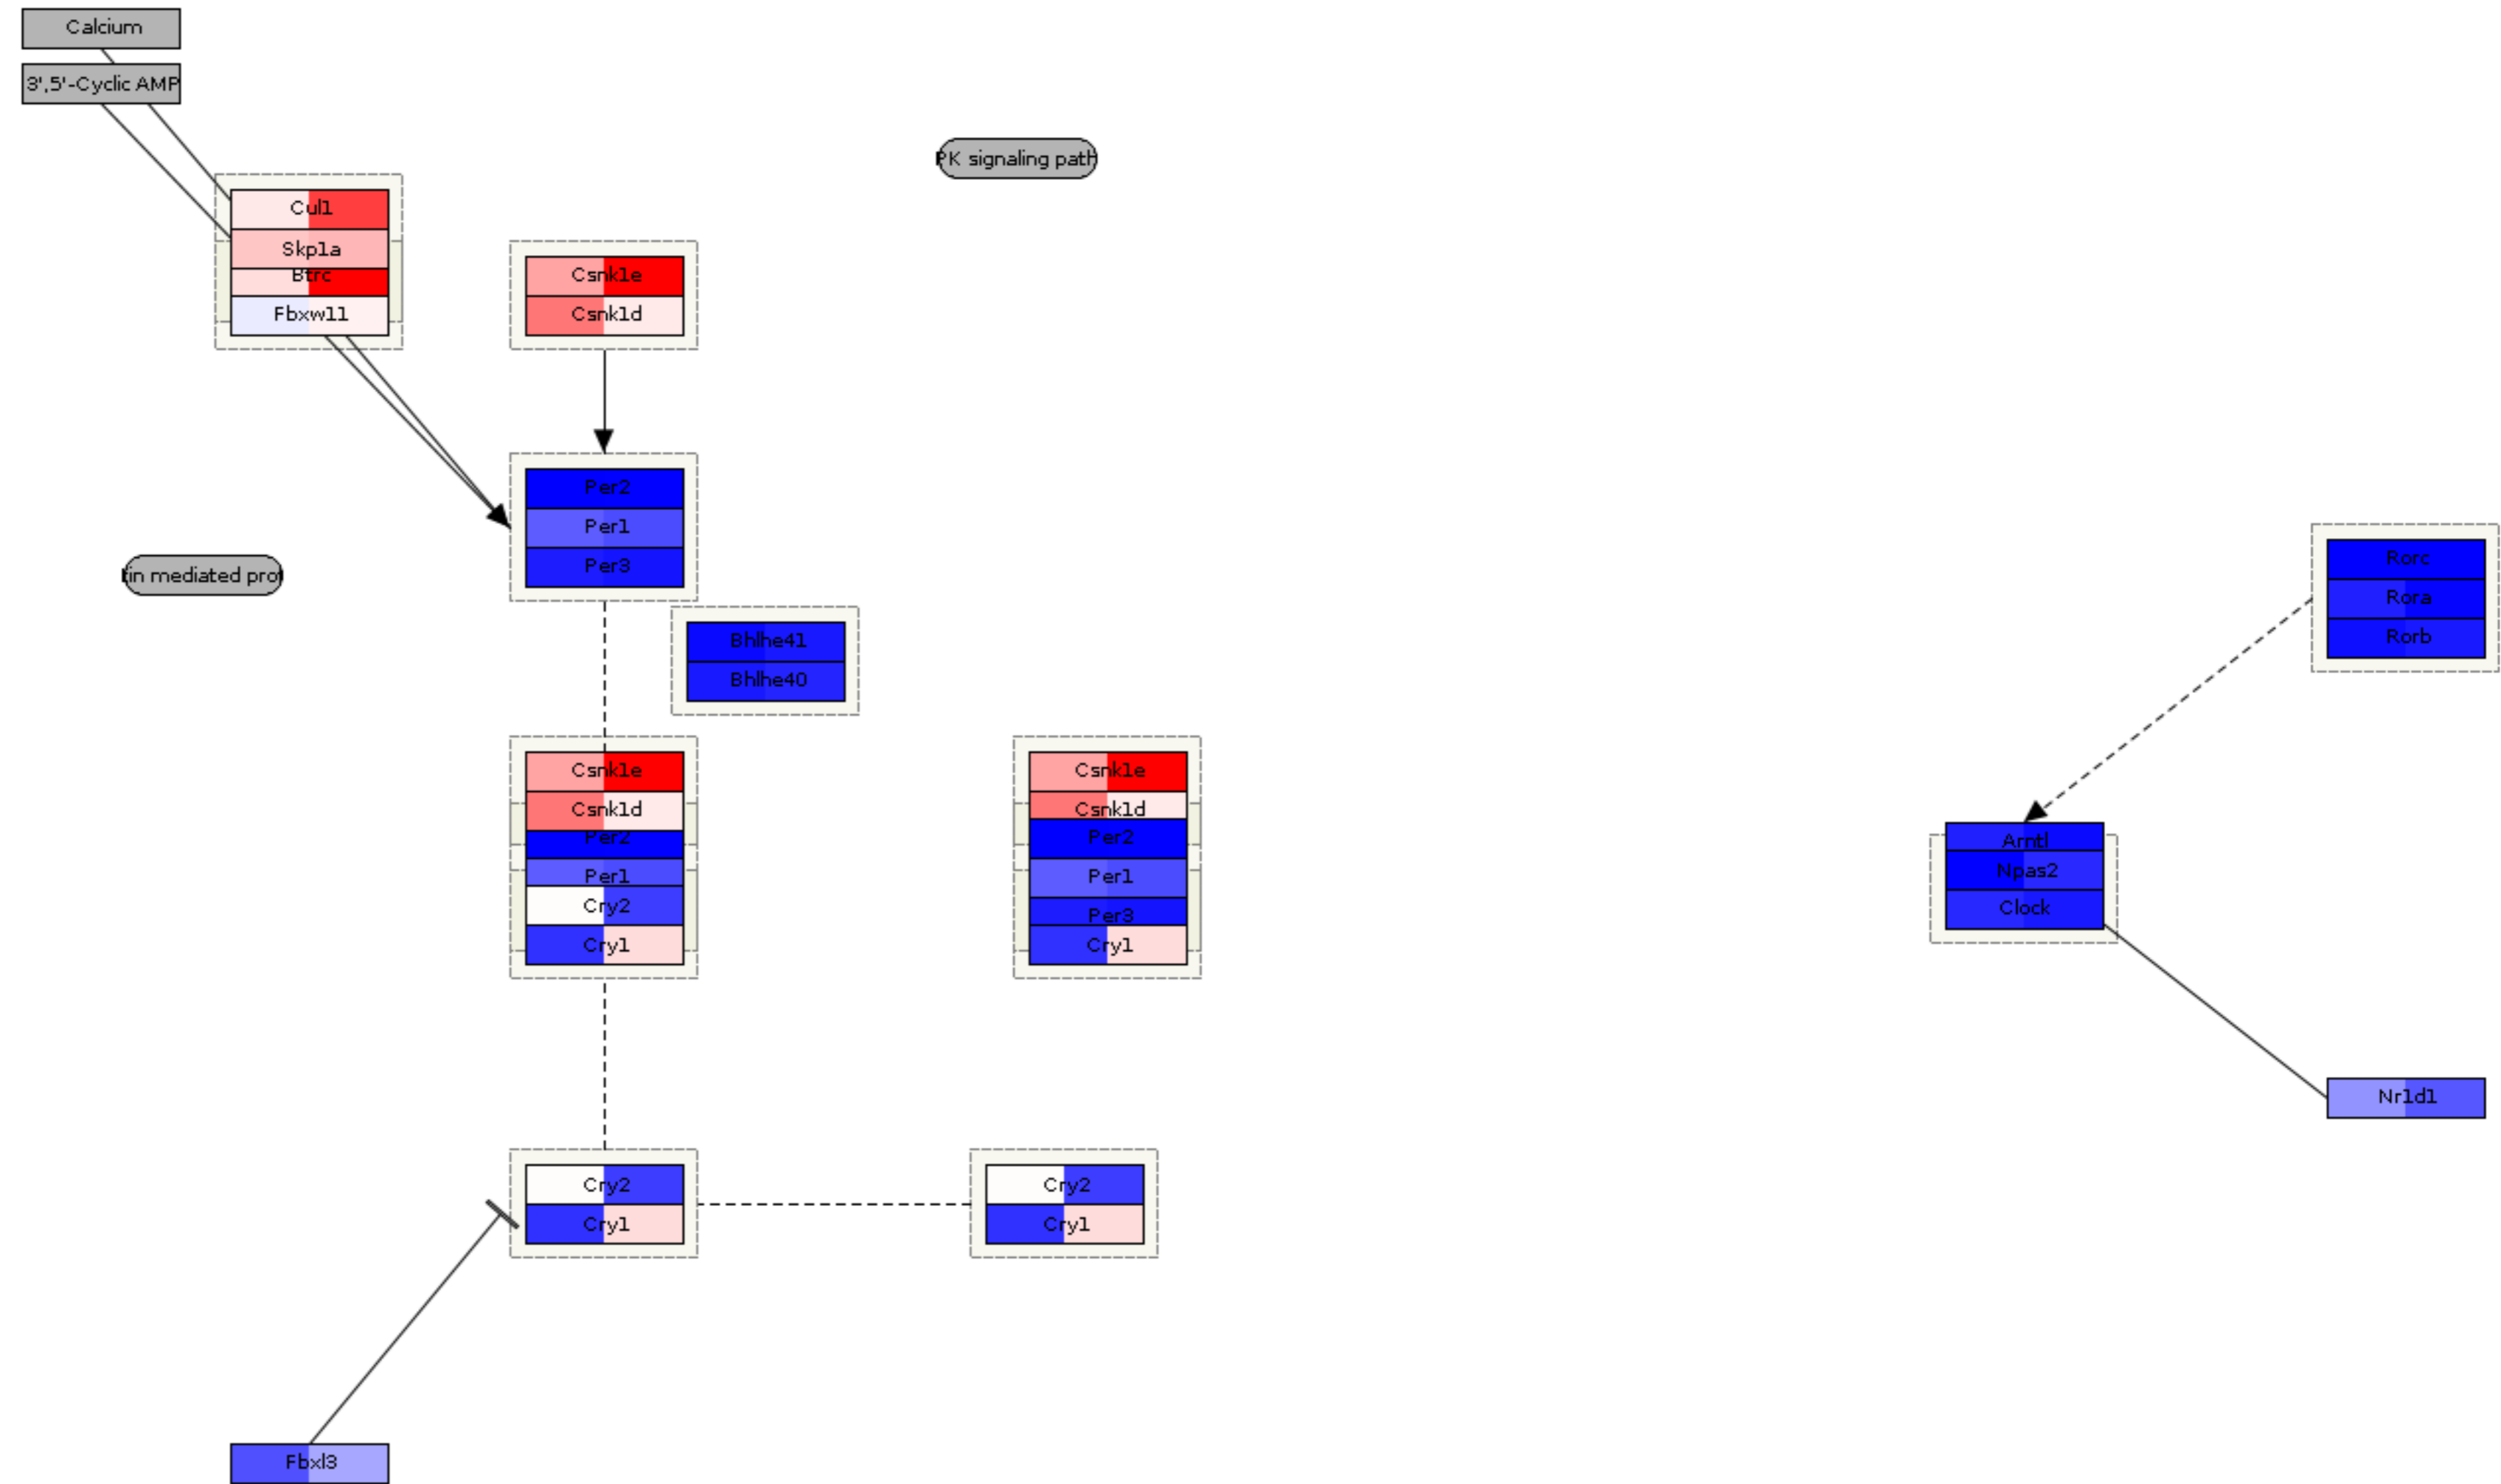 Calcium
3',5'-Cyclic AMP
PK signaling path
Cul1
Skp1a
Btrc
Fbxw11
Csnk1e
Csnk1d
Per2
Per1
Per3
tin mediated prot
Bhlhe41
Bhlhe40
Rorc
Rora
Rorb
Csnk1e
Csnk1d
Per2
Per1
Cry2
Cry1
Csnk1e
Csnk1d
Per2
Per1
Per3
Cry1
Arntl
Npas2
Clock
Nr1d1
Cry2
Cry1
Cry2
Cry1
Fbxl3